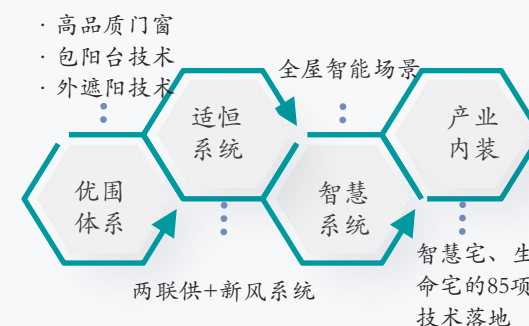 · 高品质门窗
· 包阳台技术
· 外遮阳技术
全屋智能场景
适恒
系统
产业
内装
优围
体系
智慧
系统
两联供+新风系统
智慧宅、生
命宅的85项
技术落地